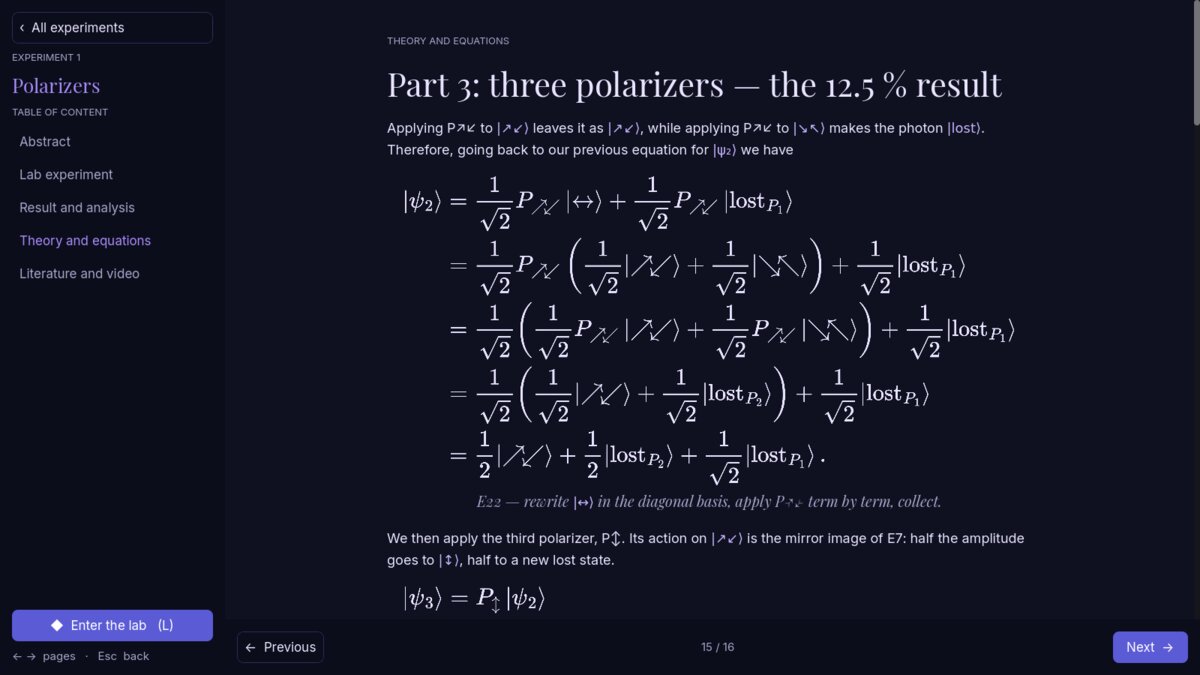 ‹ All experiments
EXPERIMENT 1
Polarizers
TABLE OF CONTENT
Abstract
Lab experiment
Result and analysis
Theory and equations
Literature and video
◆ Enter the lab (L)
← → pages · Esc back
THEORY AND EQUATIONS
Part 3: three polarizers — the 12.5 % result
Applying P↗↙ to |↗↙⟩ leaves it as |↗↙⟩, while applying P↗↙ to |↘↖⟩ makes the photon |lost⟩.
Therefore, going back to our previous equation for |ψ₂⟩ we have
|ψ₂⟩ = 1/√2 P↗↙ |↔⟩ + 1/√2 P↗↙ |lost_P₁⟩
= 1/√2 P↗↙ (1/√2 |↗↙⟩ + 1/√2 |↘↖⟩) + 1/√2 |lost_P₁⟩
= 1/√2 (1/√2 P↗↙ |↗↙⟩ + 1/√2 P↗↙ |↘↖⟩) + 1/√2 |lost_P₁⟩
= 1/√2 (1/√2 |↗↙⟩ + 1/√2 |lost_P₂⟩) + 1/√2 |lost_P₁⟩
= 1/2 |↗↙⟩ + 1/2 |lost_P₂⟩ + 1/√2 |lost_P₁⟩ .
E22 — rewrite |↔⟩ in the diagonal basis, apply P↗↙ term by term, collect.
We then apply the third polarizer, P↕. Its action on |↗↙⟩ is the mirror image of E7: half the amplitude
goes to |↕⟩, half to a new lost state.
|ψ₃⟩ = P↕ |ψ₂⟩
← Previous
15 / 16
Next →